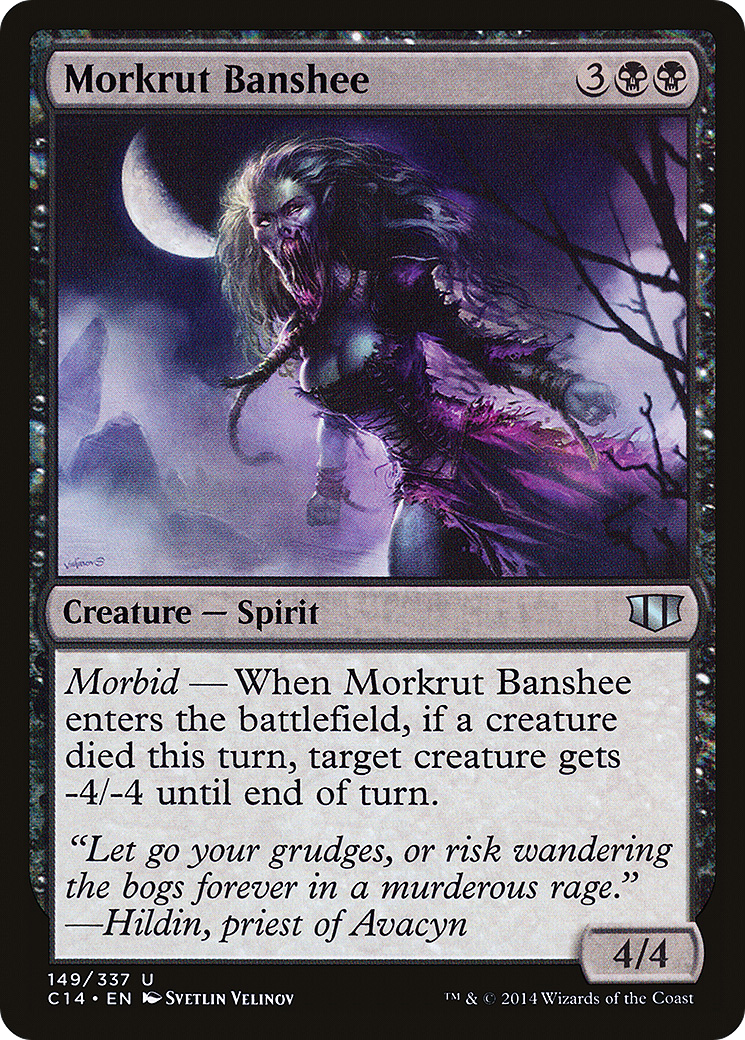 Morkrut Banshee
3
Creature — Spirit
Morbid — When Morkrut Banshee
enters the battlefield, if a creature
died this turn, target creature gets
-4/-4 until end of turn.
“Let go your grudges, or risk wandering
the bogs forever in a murderous rage.”
—Hildin, priest of Avacyn
4/4
149/337 U
C14 • EN Svetlin Velinov
™ & © 2014 Wizards of the Coast